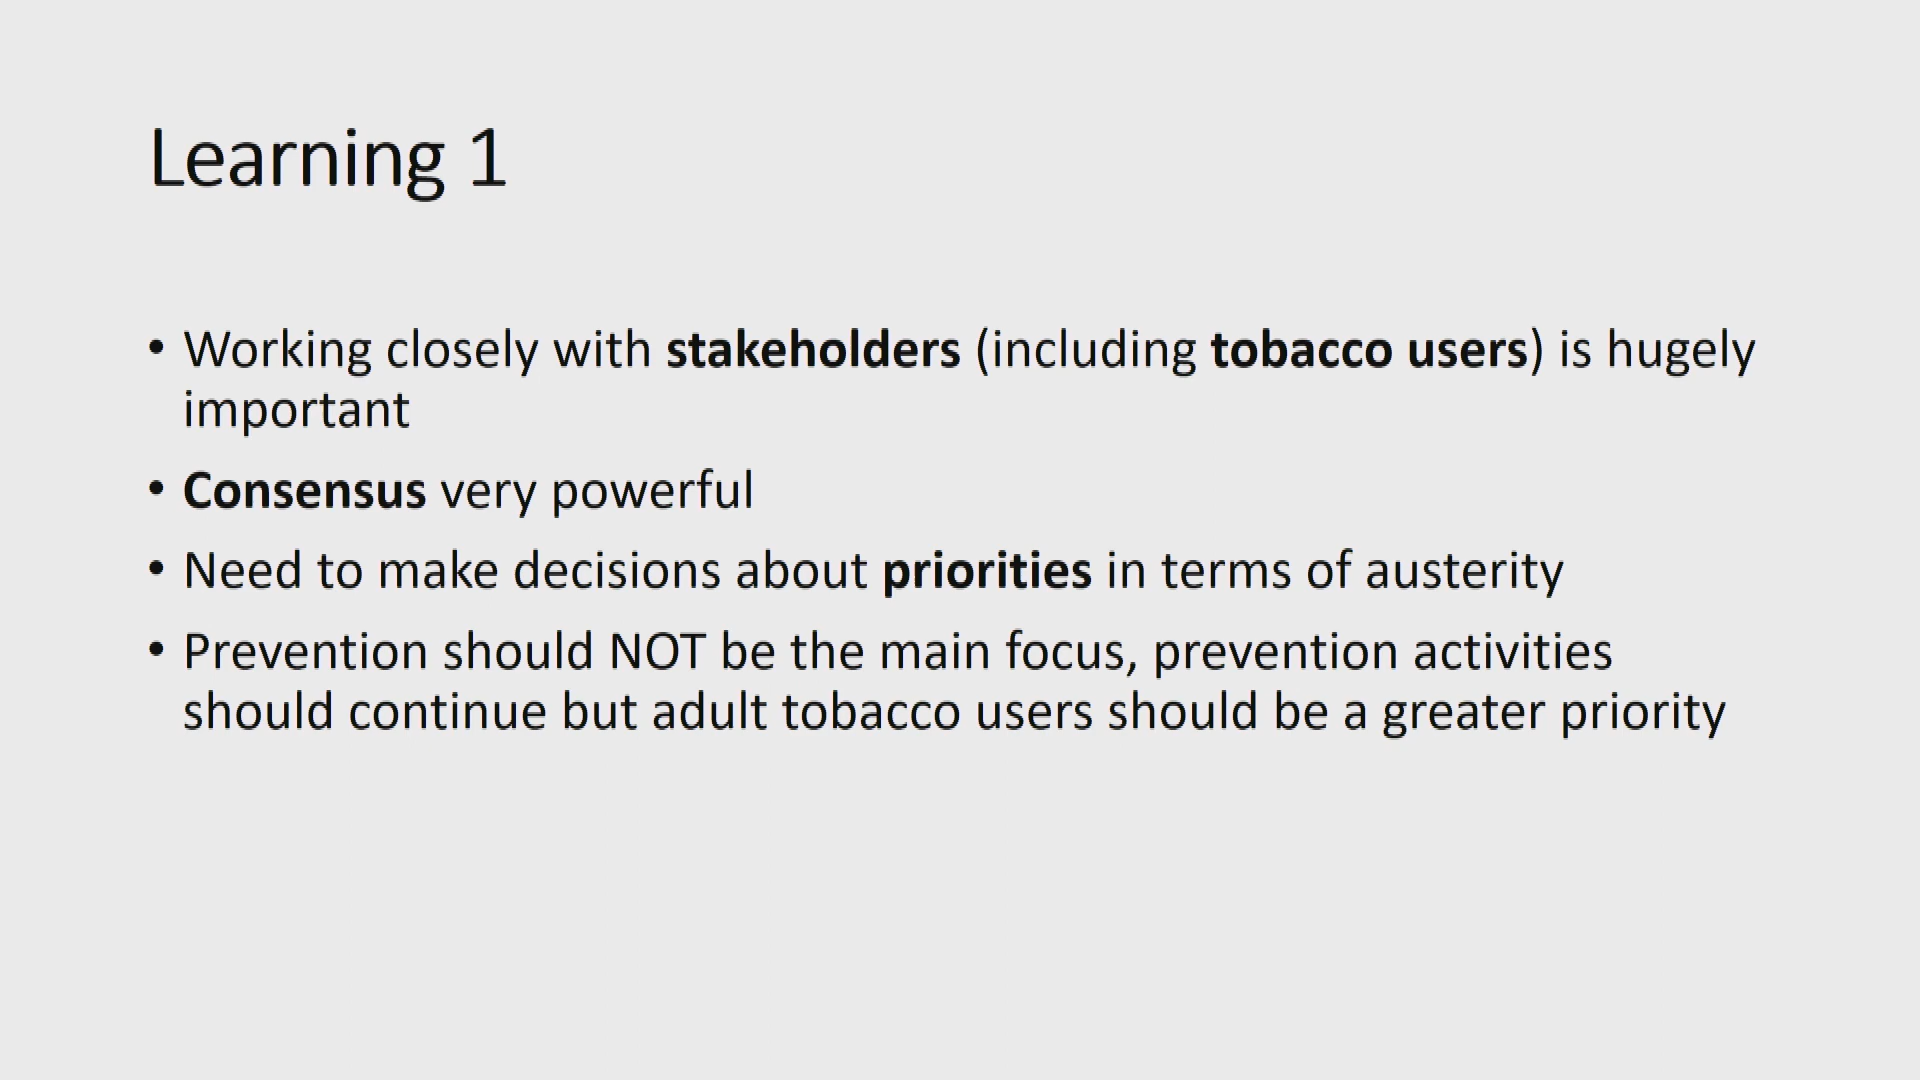 Learning 1
• Working closely with stakeholders (including tobacco users) is hugely
important
• Consensus very powerful
• Need to make decisions about priorities in terms of austerity
• Prevention should NOT be the main focus, prevention activities
should continue but adult tobacco users should be a greater priority